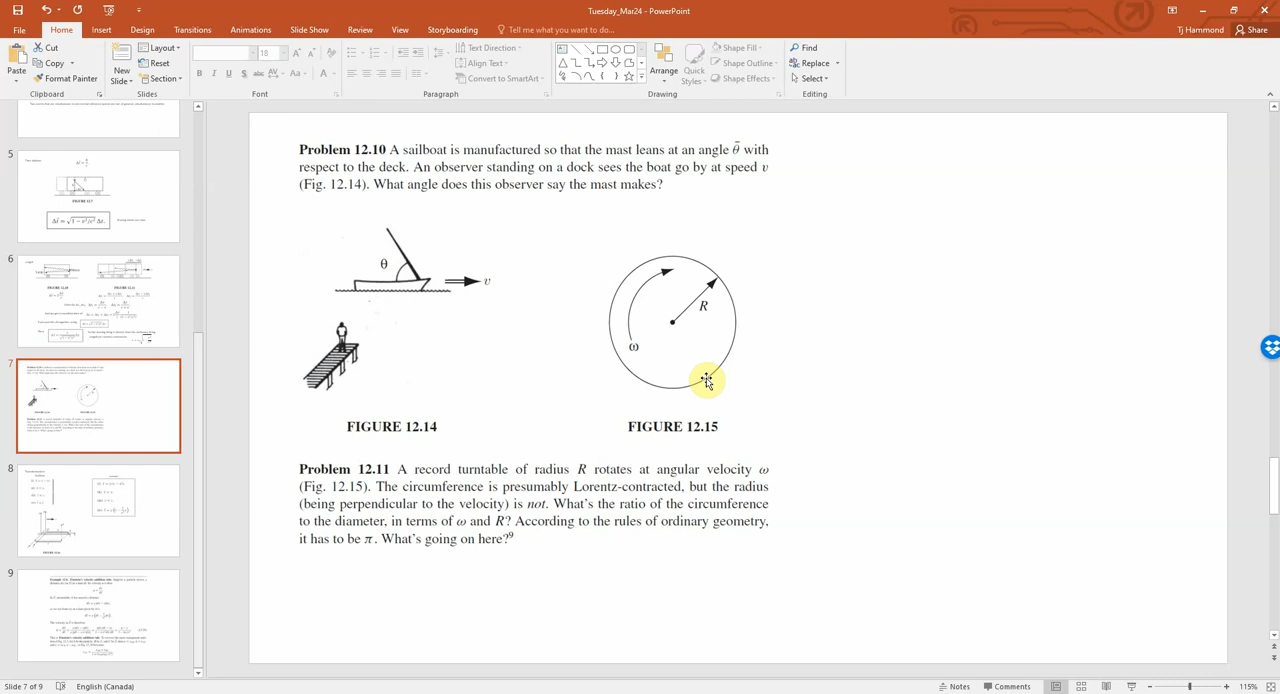 Tuesday_Mar24 - PowerPoint
File
Home
Insert
Design
Transitions
Animations
Slide Show
Review
View
Storyboarding
Tell me what you want to do...
Tj Hammond
Share
Paste
Cut
Copy
Format Painter
Clipboard
New Slide
Layout
Reset
Section
Slides
18
B I U S abc AV Aa A
Font
Text Direction
Align Text
Convert to SmartArt
Paragraph
Arrange
Quick Styles
Shape Fill
Shape Outline
Shape Effects
Drawing
Find
Replace
Select
Editing
5
FIGURE 12.7
6
7
8
9
Problem 12.10 A sailboat is manufactured so that the mast leans at an angle θ̄ with
respect to the deck. An observer standing on a dock sees the boat go by at speed v
(Fig. 12.14). What angle does this observer say the mast makes?
θ
v
R
ω
FIGURE 12.14
FIGURE 12.15
Problem 12.11 A record turntable of radius R rotates at angular velocity ω
(Fig. 12.15). The circumference is presumably Lorentz-contracted, but the radius
(being perpendicular to the velocity) is not. What's the ratio of the circumference
to the diameter, in terms of ω and R? According to the rules of ordinary geometry,
it has to be π. What's going on here?⁹
Slide 7 of 9
English (Canada)
Notes
Comments
115%